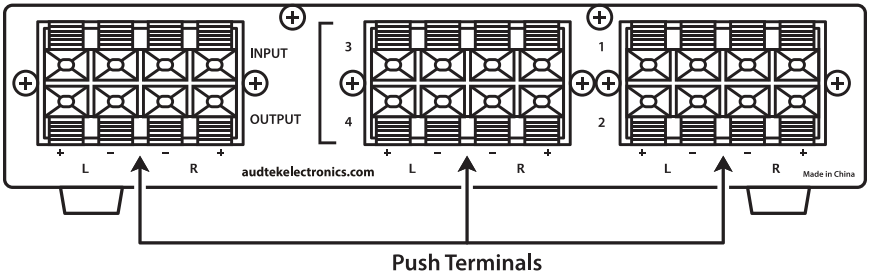 INPUT
OUTPUT
3
4
1
2
+ − − +
L R
+ − − +
L R
+ − − +
L R
audtekelectronics.com
Made in China
Push Terminals